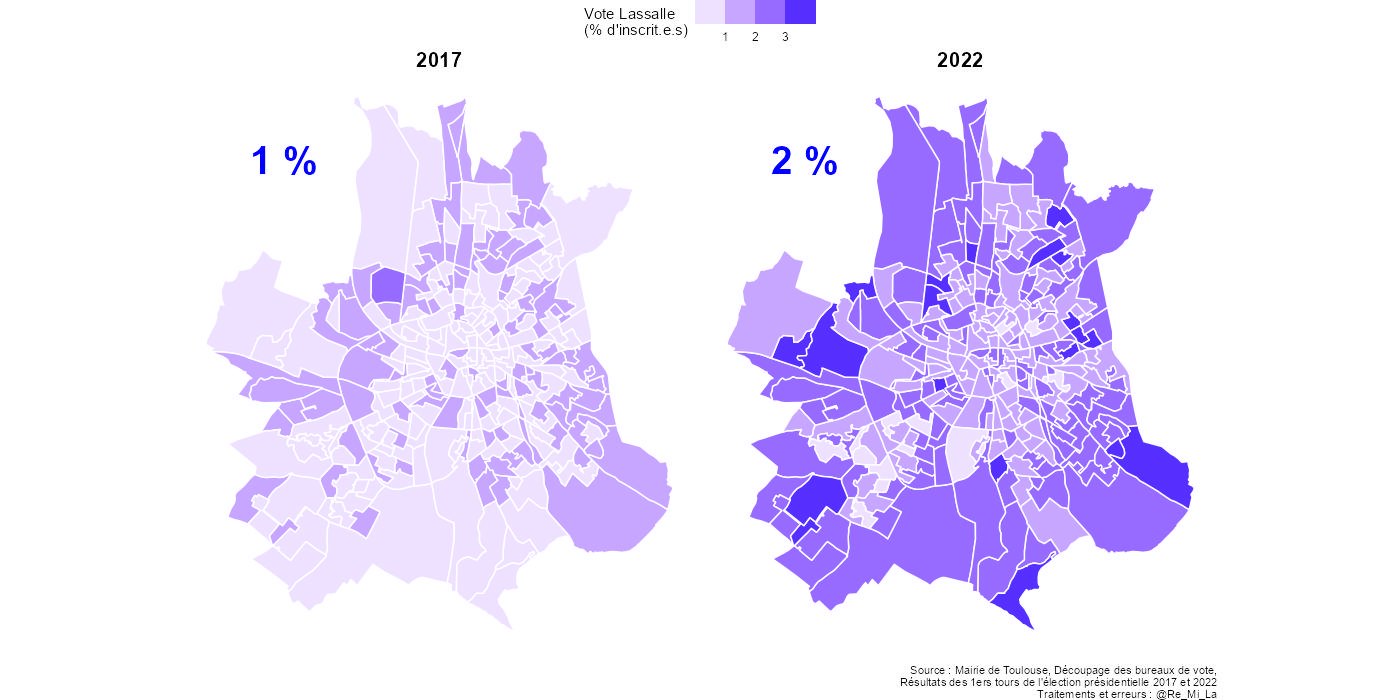 Vote Lassalle
(% d'inscrit.e.s)
1 2 3
2017
2022
1 %
2 %
Source : Mairie de Toulouse, Découpage des bureaux de vote,
Résultats des 1ers tours de l'élection présidentielle 2017 et 2022
Traitements et erreurs : @Re_Mi_La